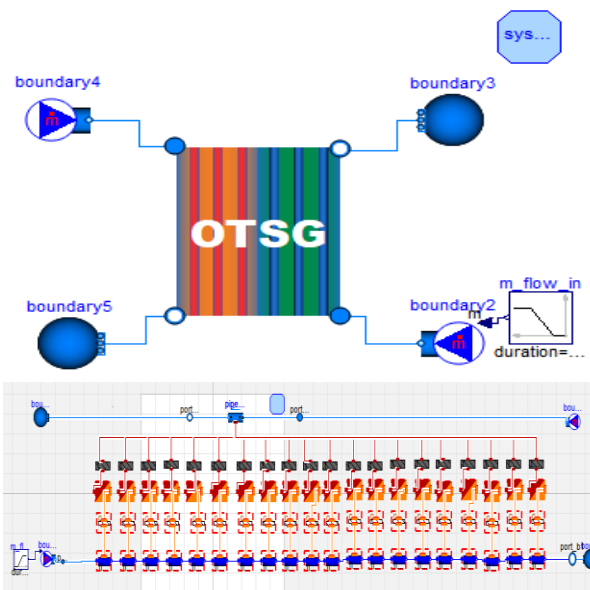 sys...
boundary4
boundary3
ṁ
OTSG
boundary5
boundary2
m_flow_in
m
ṁ
duration=...
bou...
port...
pipe...
port...
bou...
m_fl...
bou...
dur...
port_b